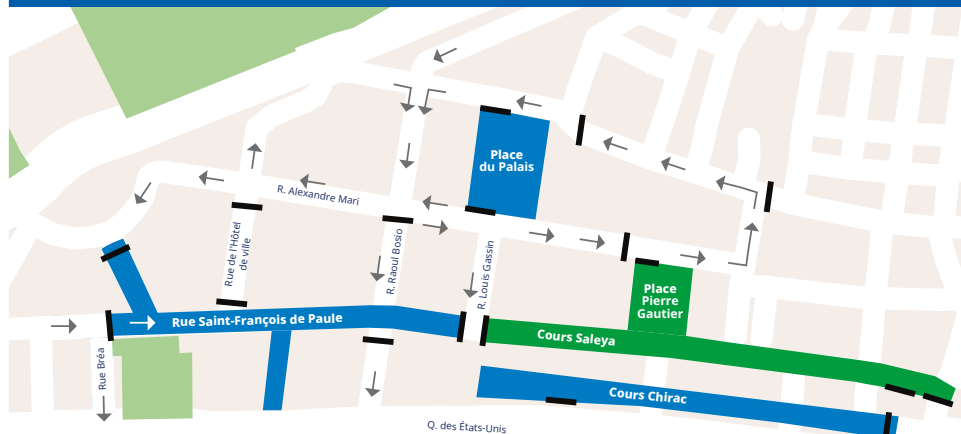 Place
du Palais
R. Alexandre Mari
Rue de l'Hôtel
de ville
R. Raoul Bosio
R. Louis Gassin
Place
Pierre
Gautier
Rue Saint-François de Paule
Cours Saleya
Rue Bréa
Cours Chirac
Q. des États-Unis